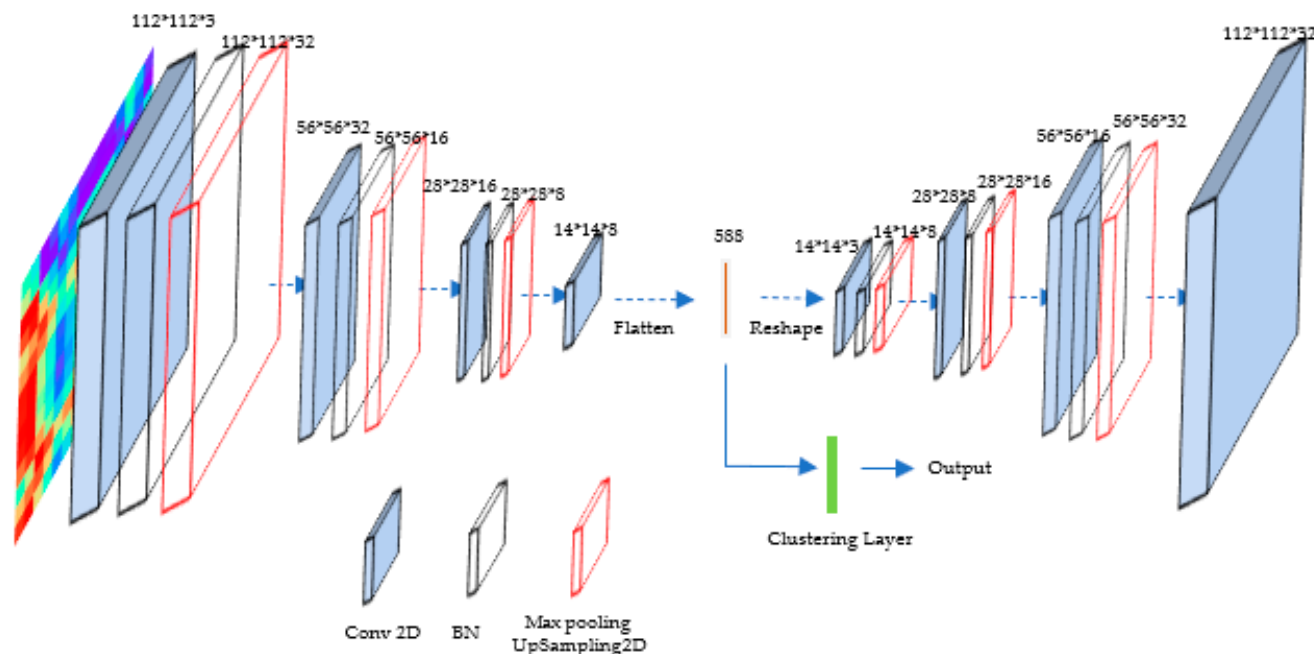 112*112*3
112*112*32
56*56*32
56*56*16
28*28*16
28*28*8
14*14*8
Flatten
588
Reshape
14*14*3
14*14*8
28*28*8
28*28*16
56*56*16
56*56*32
112*112*32
Output
Clustering Layer
Conv 2D
BN
Max pooling
UpSampling2D